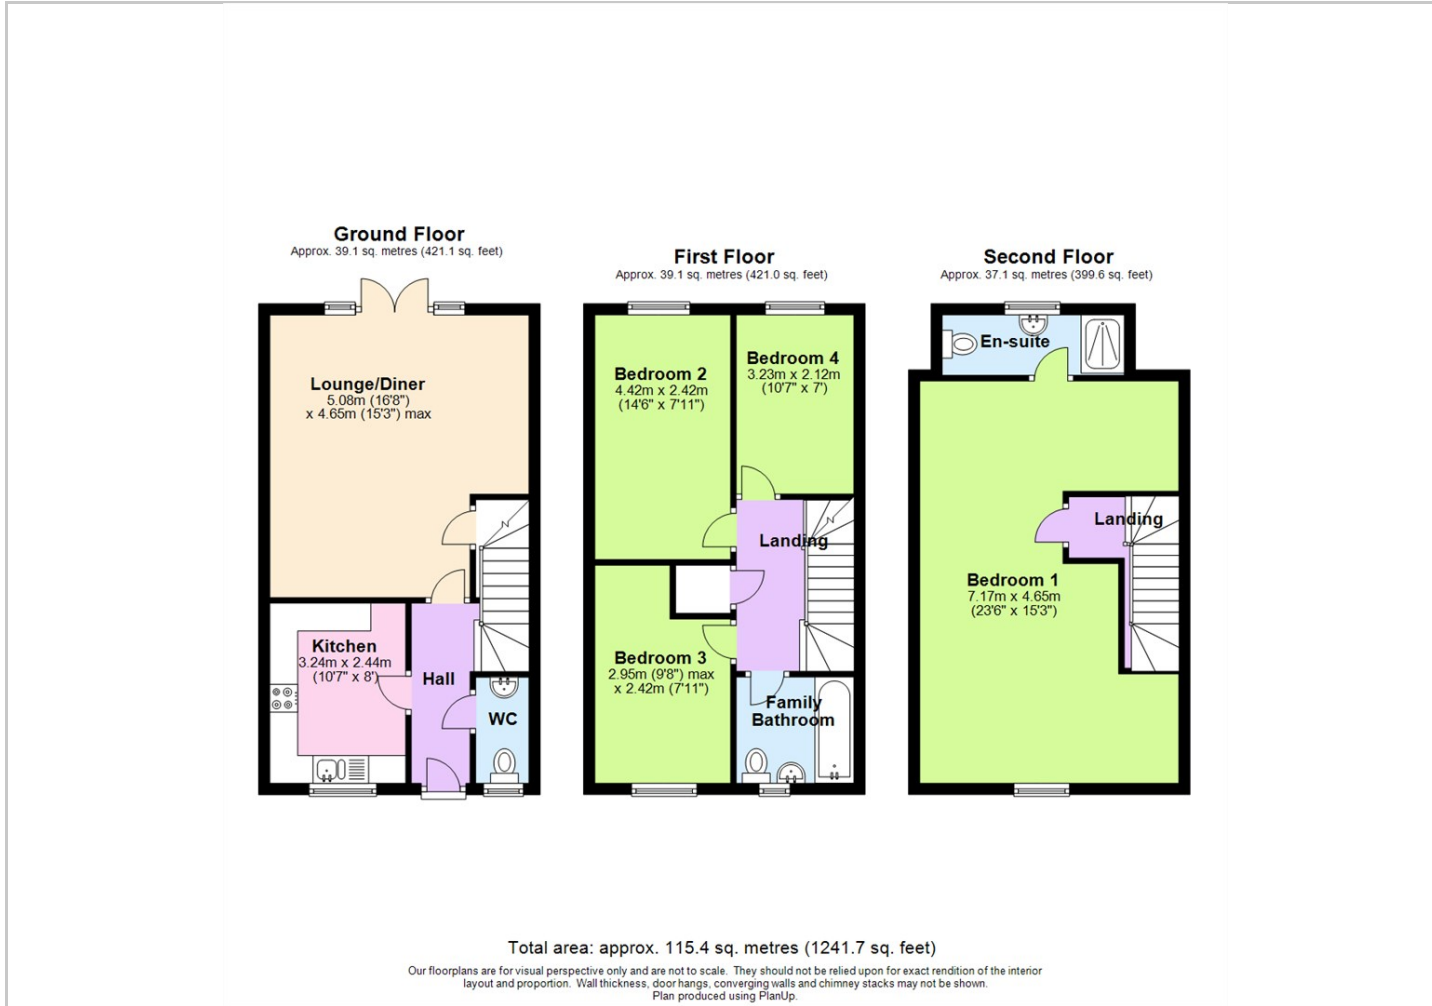 Ground Floor
Approx. 39.1 sq. metres (421.1 sq. feet)
Lounge/Diner
5.08m (16'8")
x 4.65m (15'3") max
Kitchen
3.24m x 2.44m
(10'7" x 8')
Hall
WC
First Floor
Approx. 39.1 sq. metres (421.0 sq. feet)
Bedroom 2
4.42m x 2.42m
(14'6" x 7'11")
Bedroom 4
3.23m x 2.12m
(10'7" x 7')
Landing
Bedroom 3
2.95m (9'8") max
x 2.42m (7'11")
Family
Bathroom
Second Floor
Approx. 37.1 sq. metres (399.6 sq. feet)
En-suite
Landing
Bedroom 1
7.17m x 4.65m
(23'6" x 15'3")
Total area: approx. 115.4 sq. metres (1241.7 sq. feet)
Our floorplans are for visual perspective only and are not to scale. They should not be relied upon for exact rendition of the interior
layout and proportion. Wall thickness, door hangs, converging walls and chimney stacks may not be shown.
Plan produced using PlanUp.